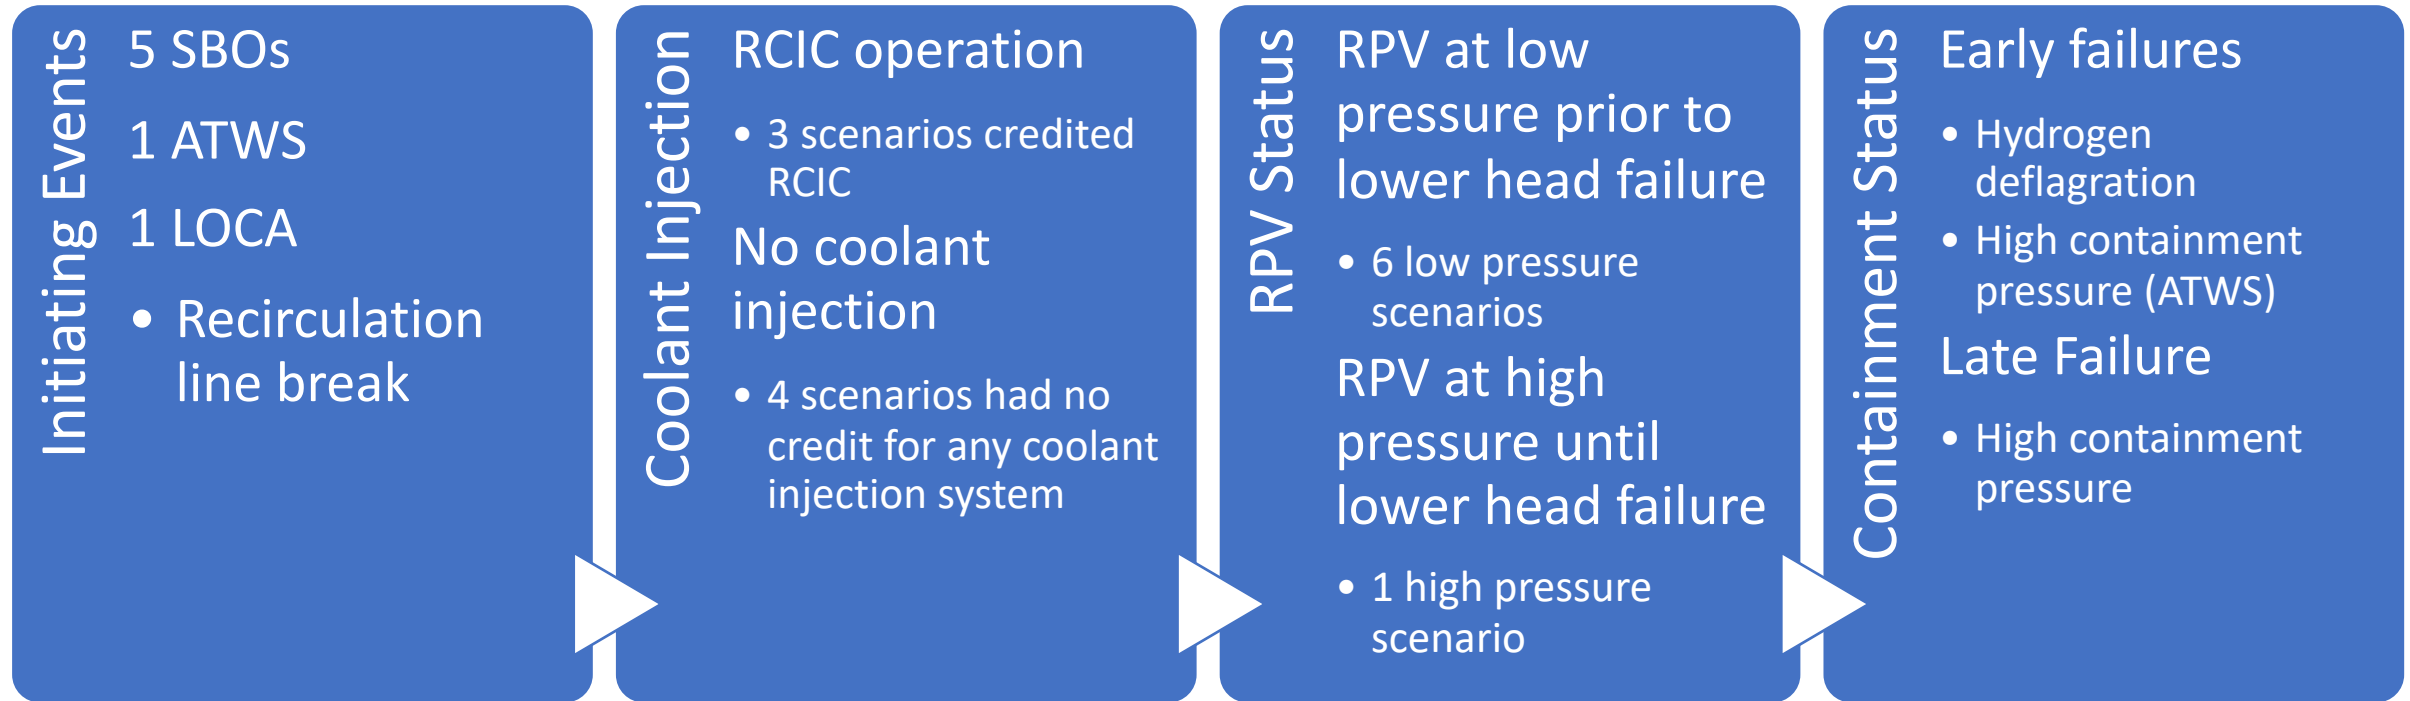 Initiating Events
5 SBOs
1 ATWS
1 LOCA
• Recirculation
line break
Coolant Injection
RCIC operation
• 3 scenarios credited
RCIC
No coolant
injection
• 4 scenarios had no
credit for any coolant
injection system
RPV Status
RPV at low
pressure prior to
lower head failure
• 6 low pressure
scenarios
RPV at high
pressure until
lower head failure
• 1 high pressure
scenario
Containment Status
Early failures
• Hydrogen
deflagration
• High containment
pressure (ATWS)
Late Failure
• High containment
pressure